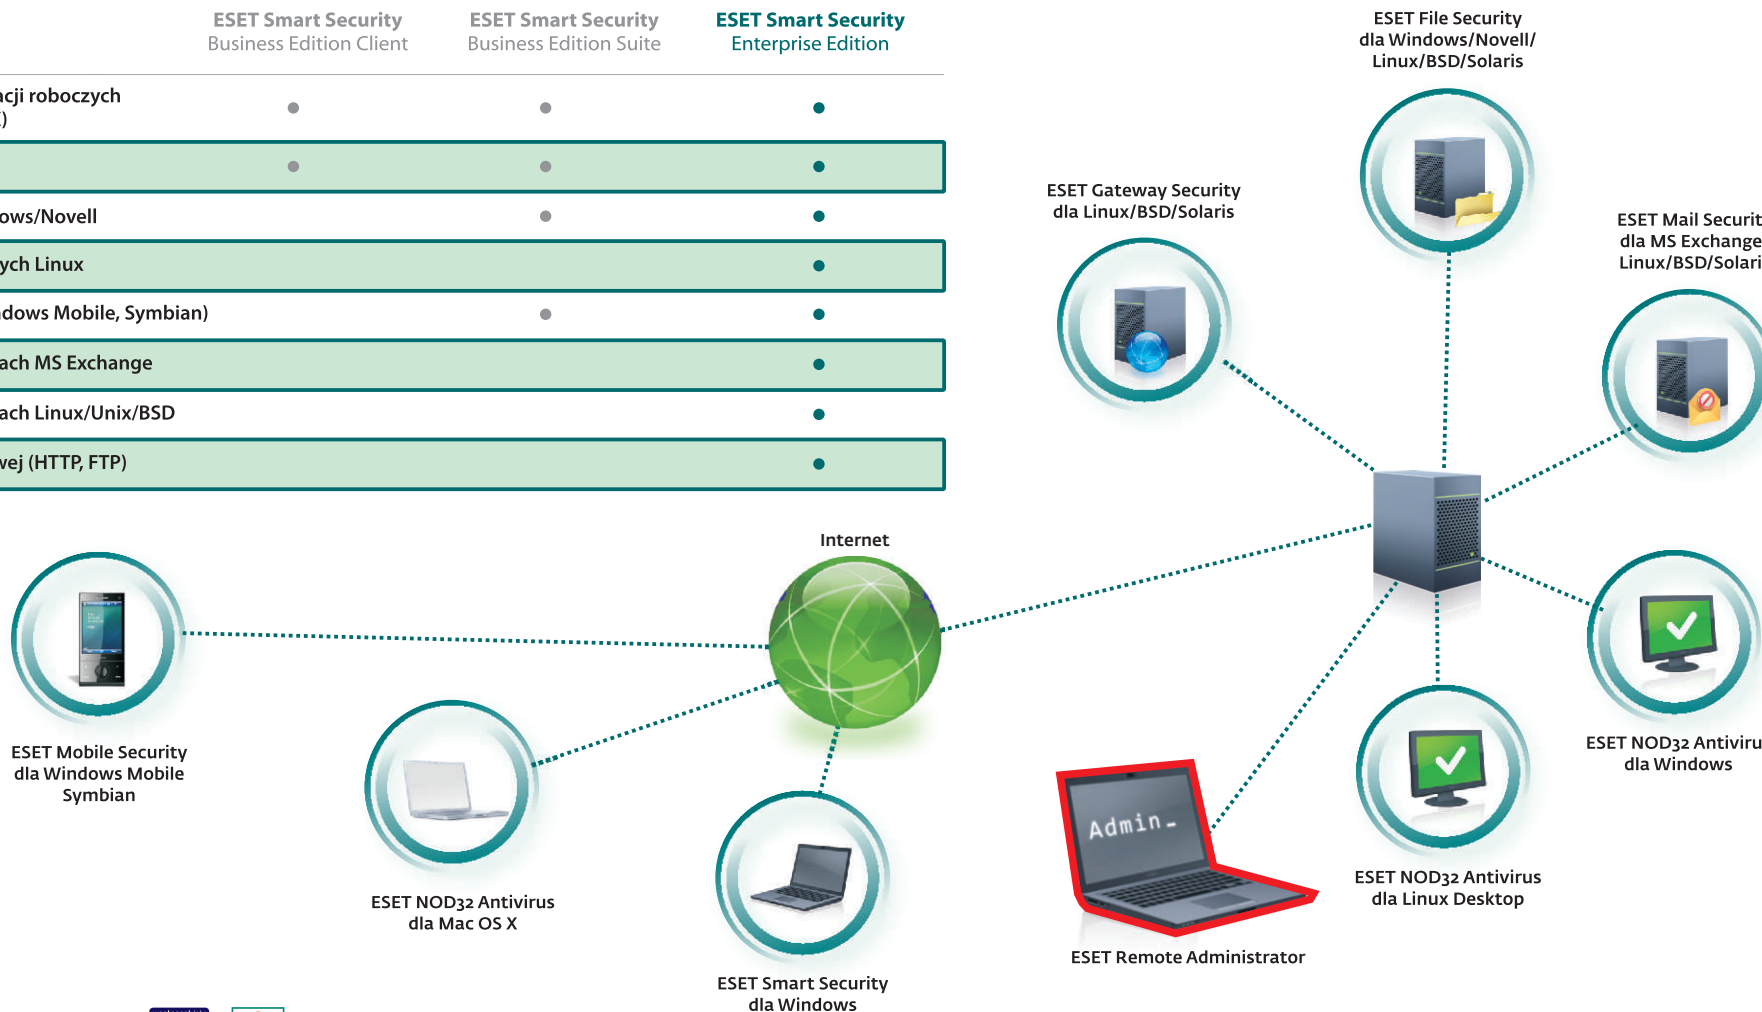 ESET Smart Security
Business Edition Client
ESET Smart Security
Business Edition Suite
ESET Smart Security
Enterprise Edition
acji roboczych
)
ows/Novell
ych Linux
dows Mobile, Symbian)
ach MS Exchange
ach Linux/Unix/BSD
wej (HTTP, FTP)
ESET File Security
dla Windows/Novell/
Linux/BSD/Solaris
ESET Gateway Security
dla Linux/BSD/Solaris
ESET Mail Securit
dla MS Exchange
Linux/BSD/Solari
Internet
ESET Mobile Security
dla Windows Mobile
Symbian
ESET NOD32 Antivirus
dla Mac OS X
ESET Smart Security
dla Windows
Admin_
ESET Remote Administrator
ESET NOD32 Antivirus
dla Linux Desktop
ESET NOD32 Antiviru
dla Windows